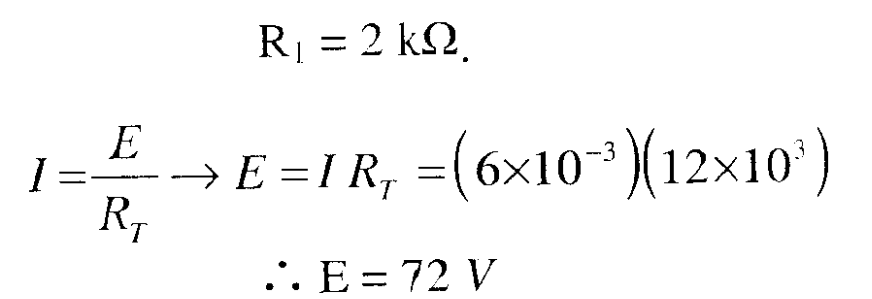 R₁ = 2 kΩ.
I = E/R_T → E = I R_T = (6×10⁻³)(12×10³)
∴ E = 72 V